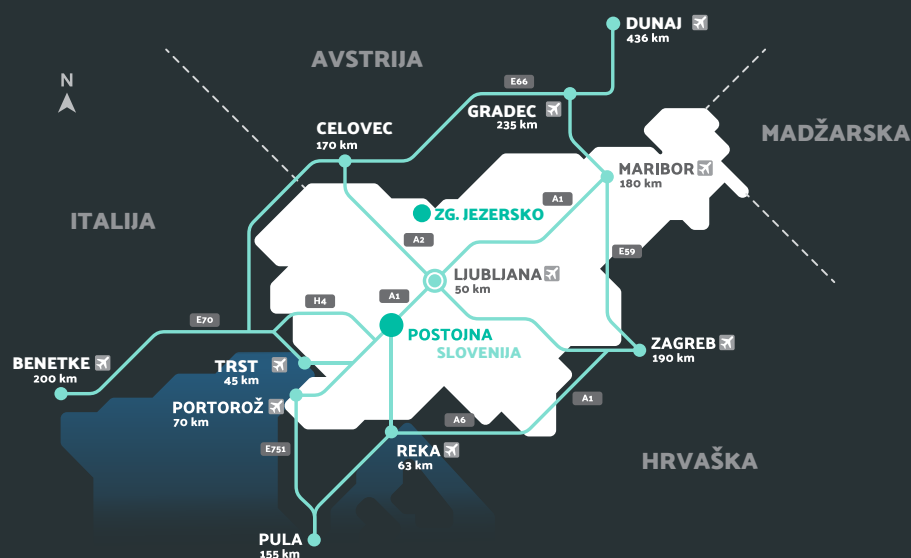 DUNAJ
436 km
AVSTRIJA
E66
N
GRADEC
235 km
CELOVEC
170 km
MADŽARSKA
MARIBOR
180 km
ITALIJA
ZG. JEZERSKO
A1
A2
E59
LJUBLJANA
50 km
A1
H4
E70
POSTOJNA
SLOVENIJA
ZAGREB
190 km
BENETKE
200 km
TRST
45 km
PORTOROŽ
70 km
A1
A6
E751
REKA
63 km
HRVAŠKA
PULA
155 km